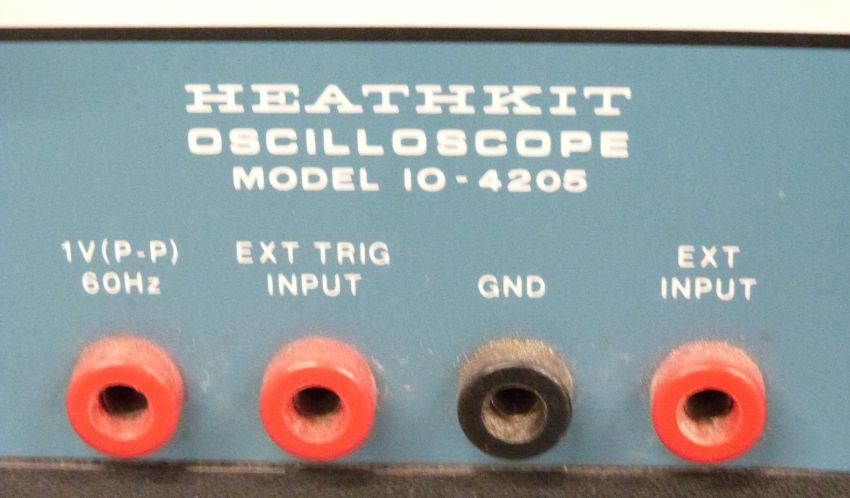 HEATHKIT
OSCILLOSCOPE
MODEL IO-4205
1V(P-P)
60Hz
EXT TRIG
INPUT
GND
EXT
INPUT